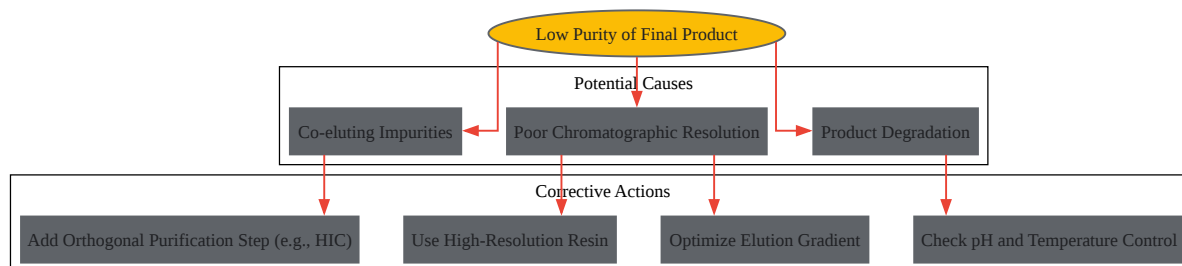 Low Purity of Final Product
Potential Causes
Co-eluting Impurities
Poor Chromatographic Resolution
Product Degradation
Corrective Actions
Add Orthogonal Purification Step (e.g., HIC)
Use High-Resolution Resin
Optimize Elution Gradient
Check pH and Temperature Control